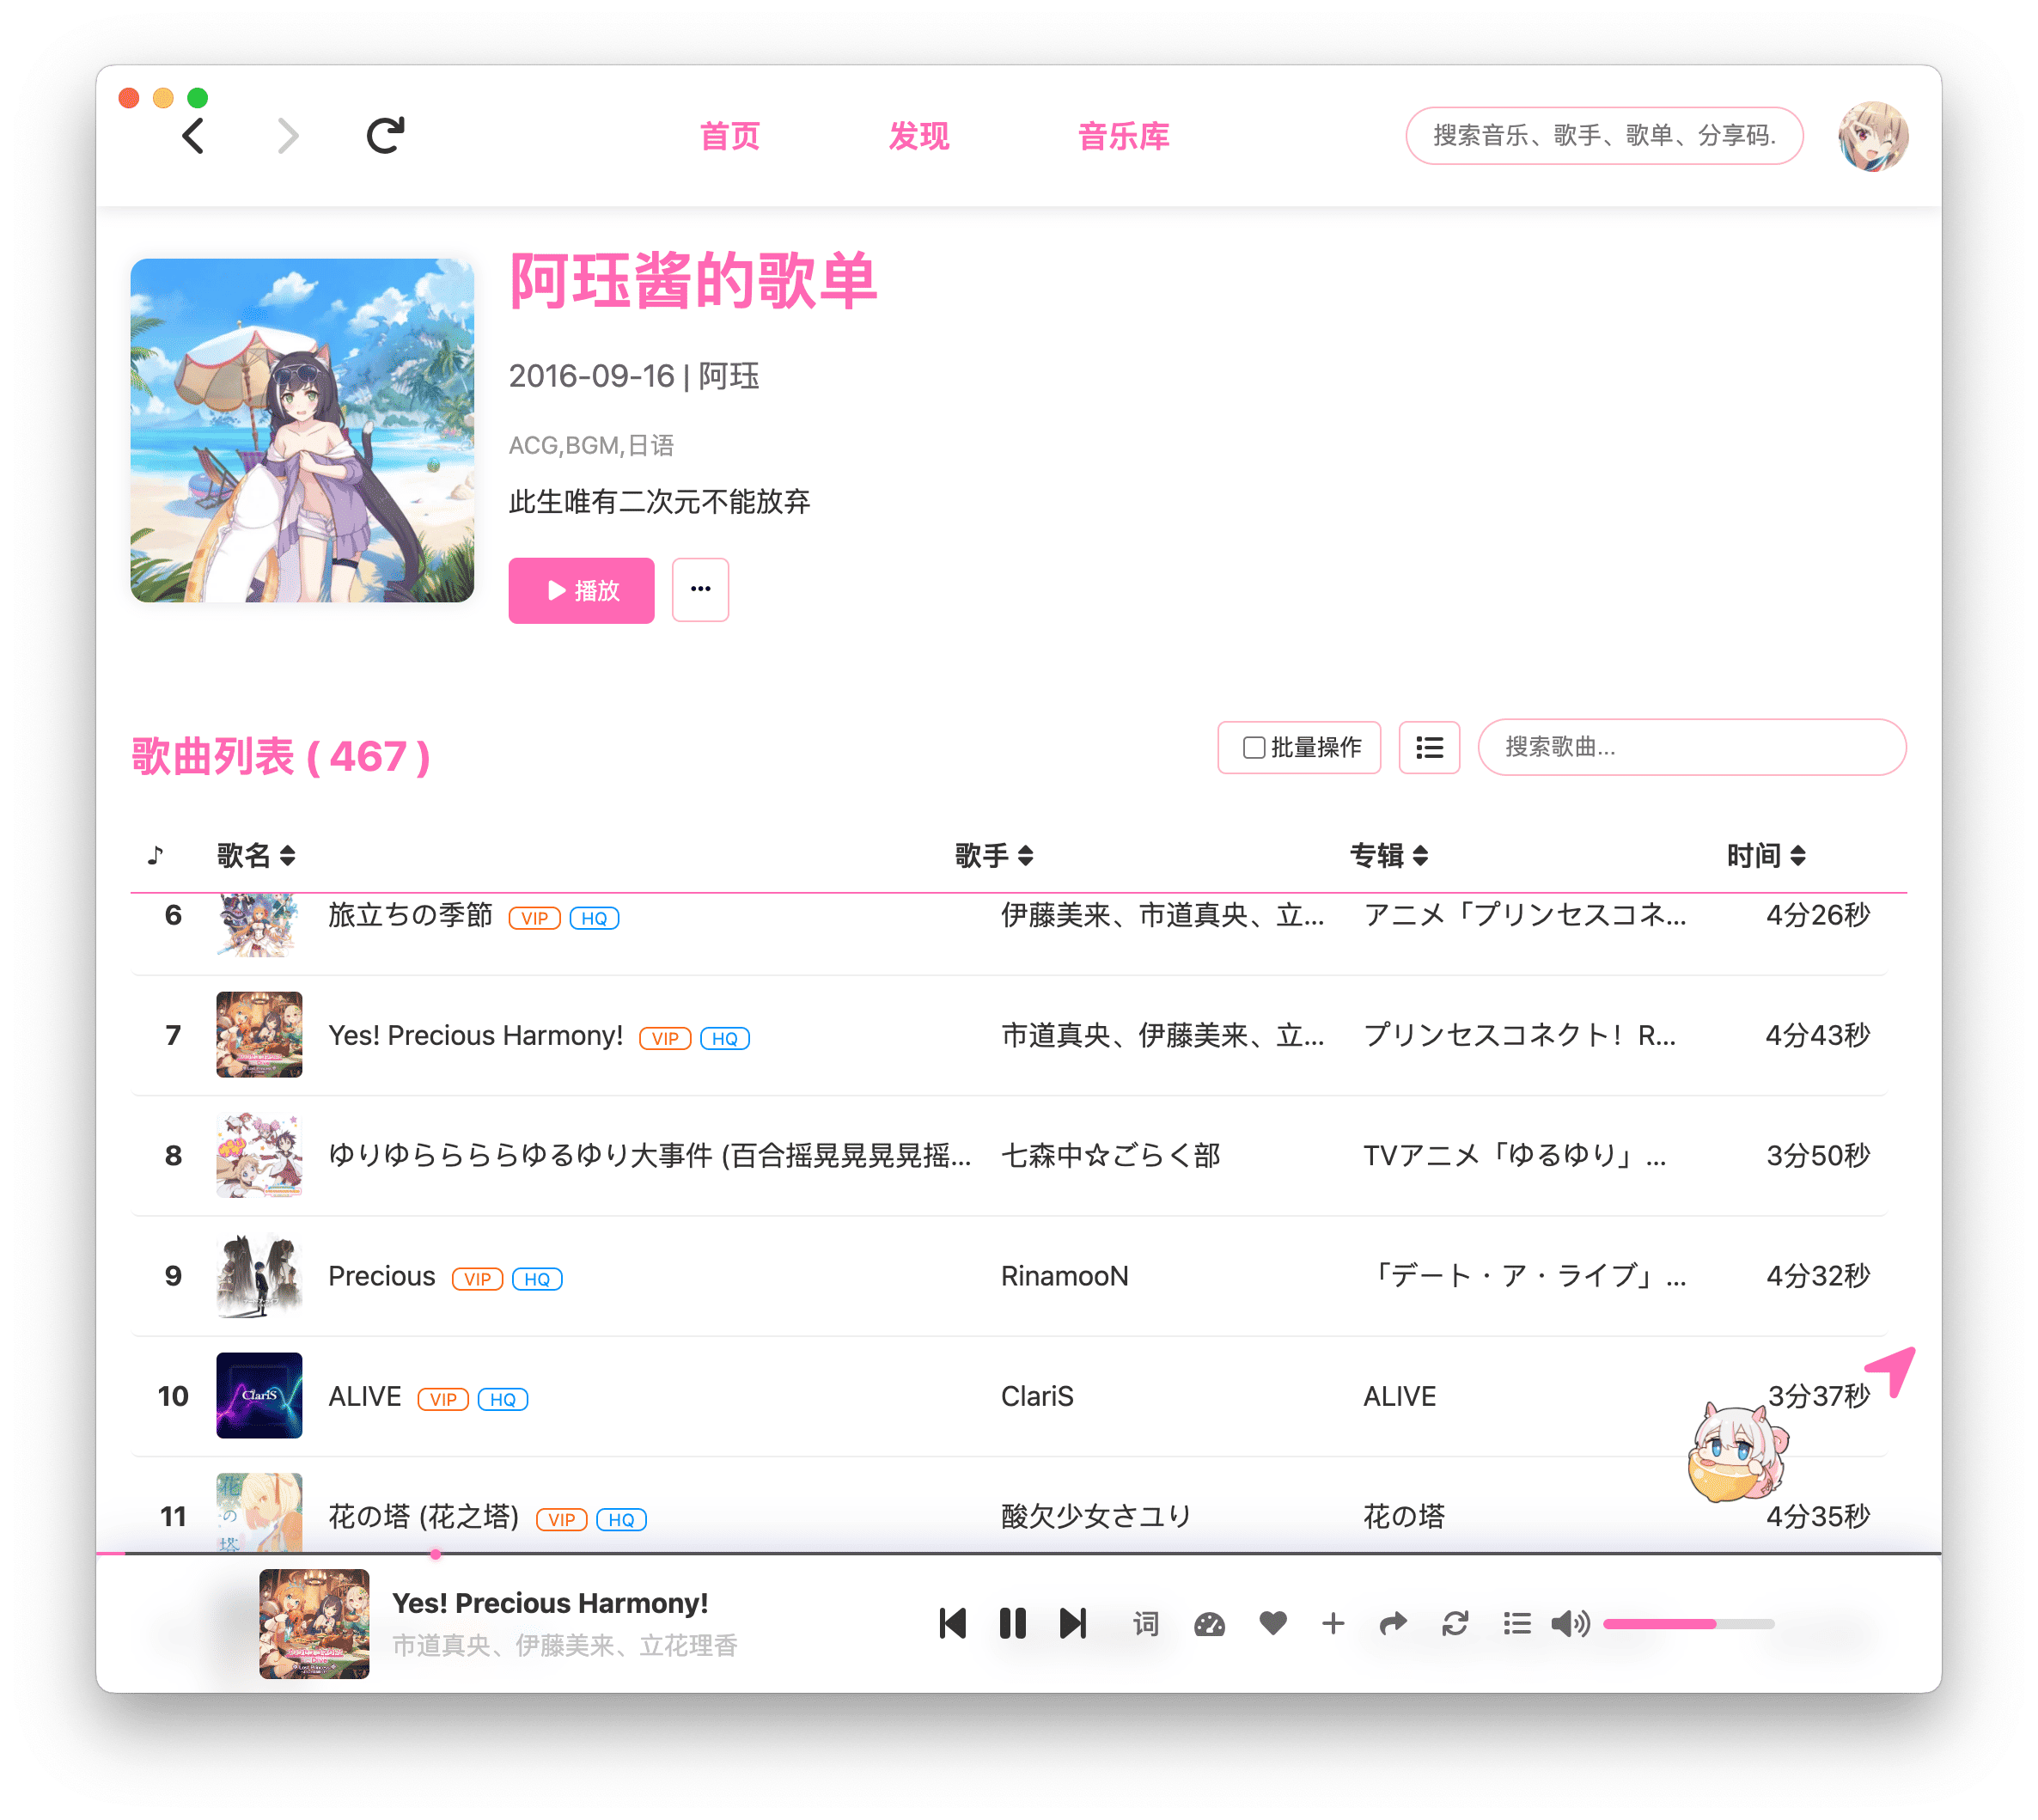 首页 发现 音乐库 搜索音乐、歌手、歌单、分享码.
阿珏酱的歌单
2016-09-16 | 阿珏
ACG,BGM,日语
此生唯有二次元不能放弃
播放 ...
歌曲列表 ( 467 ) 批量操作 搜索歌曲...
♪ 歌名 歌手 专辑 时间
6 旅立ちの季節 VIP HQ 伊藤美来、市道真央、立... アニメ「プリンセスコネ... 4分26秒
7 Yes! Precious Harmony! VIP HQ 市道真央、伊藤美来、立... プリンセスコネクト! R... 4分43秒
8 ゆりゆららららゆるゆり大事件 (百合摇晃晃晃晃摇... 七森中☆ごらく部 TVアニメ「ゆるゆり」... 3分50秒
9 Precious VIP HQ RinamooN 「デート・ア・ライブ」... 4分32秒
ClariS
10 ALIVE VIP HQ ClariS ALIVE 3分37秒
11 花の塔 (花之塔) VIP HQ 酸欠少女さユり 花の塔 4分35秒
Yes! Precious Harmony!
市道真央、伊藤美来、立花理香
词